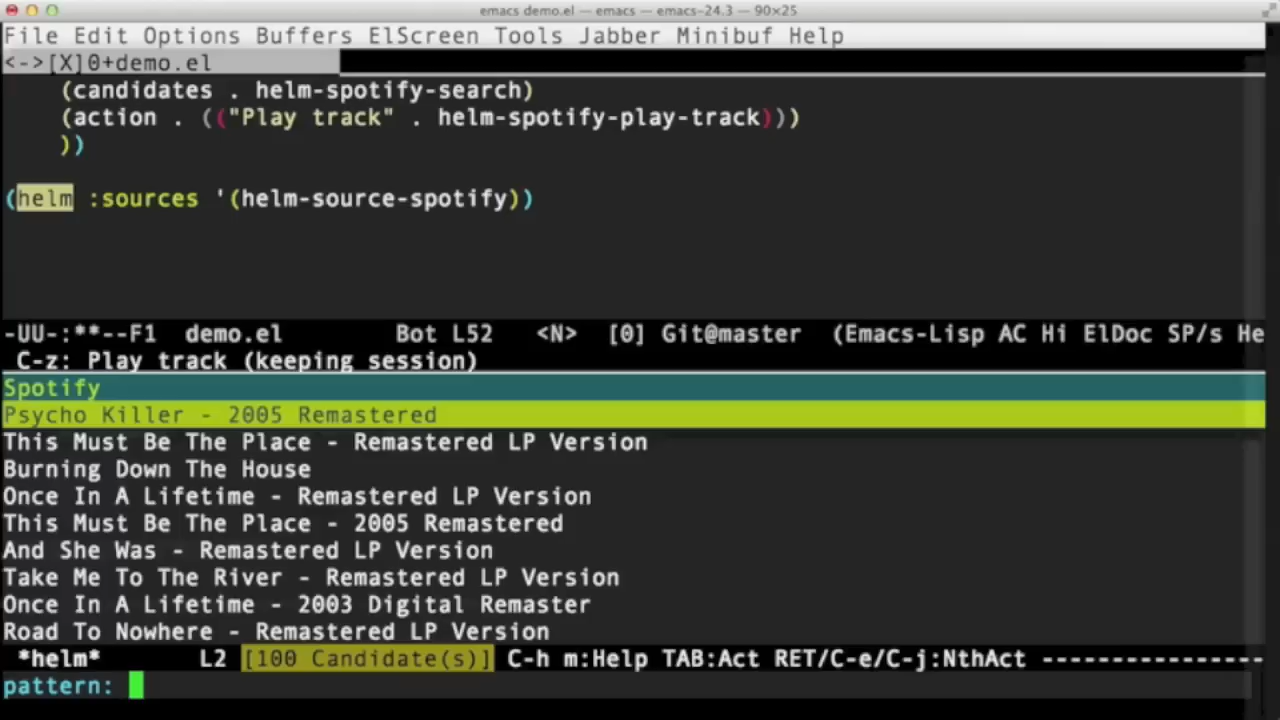 emacs demo.el — emacs — emacs-24.3 — 90×25
File Edit Options Buffers ElScreen Tools Jabber Minibuf Help
<->[X]0+demo.el
(candidates . helm-spotify-search)
(action . (("Play track" . helm-spotify-play-track)))
))
(helm :sources '(helm-source-spotify))
-UU-:**--F1  demo.el        Bot L52   <N>  [0] Git@master  (Emacs-Lisp AC Hi ElDoc SP/s He
C-z: Play track (keeping session)
Spotify
Psycho Killer - 2005 Remastered
This Must Be The Place - Remastered LP Version
Burning Down The House
Once In A Lifetime - Remastered LP Version
This Must Be The Place - 2005 Remastered
And She Was - Remastered LP Version
Take Me To The River - Remastered LP Version
Once In A Lifetime - 2003 Digital Remaster
Road To Nowhere - Remastered LP Version
*helm*       L2 [100 Candidate(s)] C-h m:Help TAB:Act RET/C-e/C-j:NthAct ----------------
pattern: